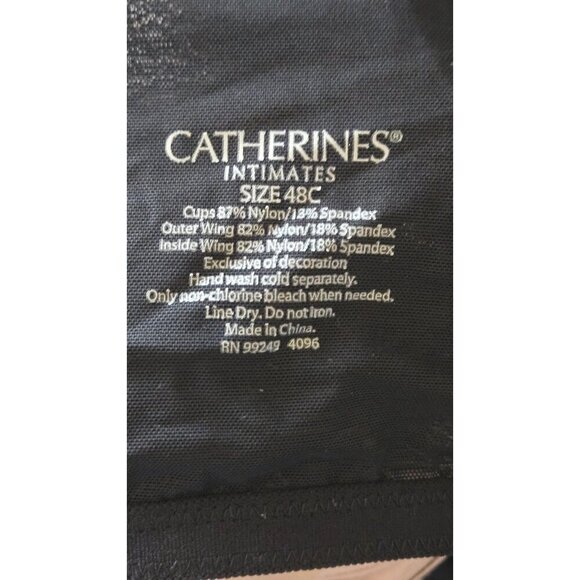 CATHERINES®
INTIMATES
SIZE 48C
Cups 87% Nylon/18% Spandex
Outer Wing 82% Nylon/18% Spandex
Inside Wing 82% Nylon/18% Spandex
Exclusive of decoration
Hand wash cold separately.
Only non-chlorine bleach when needed.
Line Dry. Do not iron.
Made in China.
RN 99249 4096